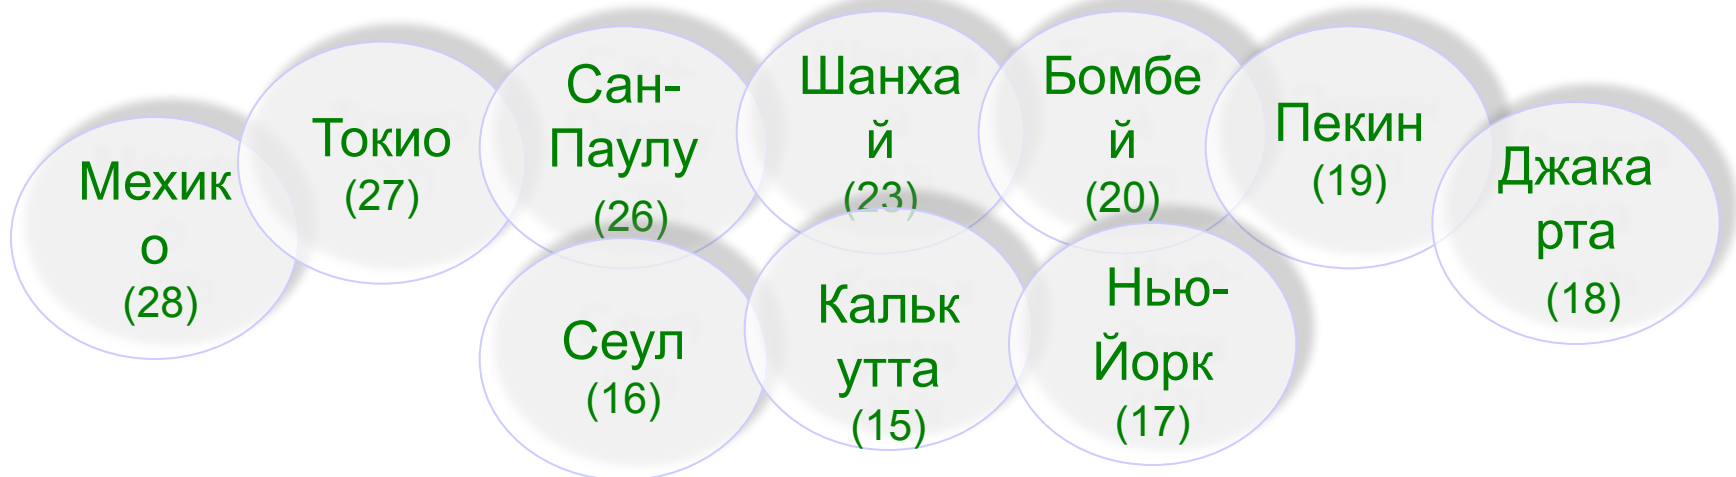 Мехик
о
(28)
Токио
(27)
Сан-
Паулу
(26)
Шанха
й
(23)
Бомбе
й
(20)
Пекин
(19)
Джака
рта
(18)
Сеул
(16)
Кальк
утта
(15)
Нью-
Йорк
(17)